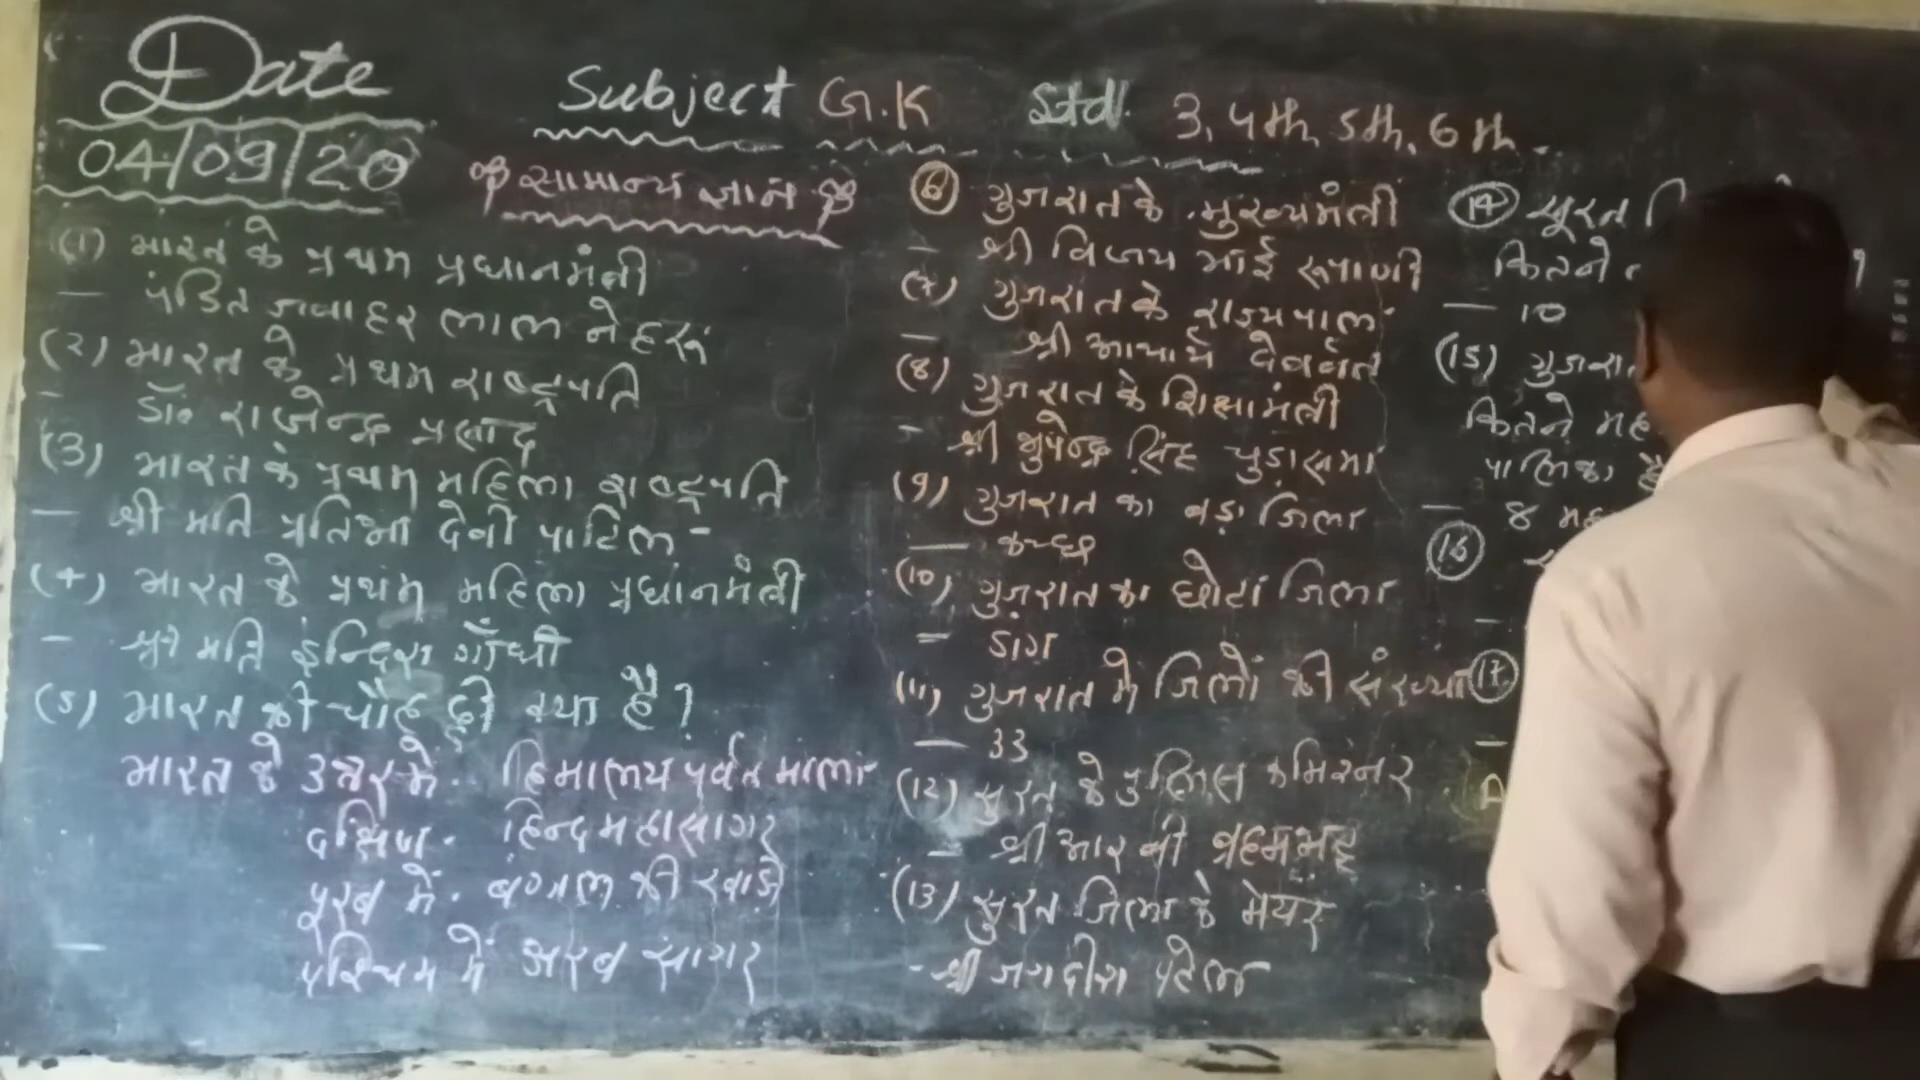 Date
04/09/20
Subject G.K Std. 3, 4th, 5th, 6th.
सामान्य ज्ञान
(1) भारत के प्रथम प्रधानमंत्री
— पंडित जवाहर लाल नेहरू
(2) भारत के प्रथम राष्ट्रपति
- डॉ. राजेन्द्र प्रसाद
(3) भारत के प्रथम महिला राष्ट्रपति
— श्री मति प्रतिभा देवी पाटिल
(4) भारत के प्रथम महिला प्रधानमंत्री
- श्री मति इन्दिरा गाँधी
(5) भारत की चौहद्दी क्या है ?
भारत के उत्तर में. हिमालय पर्वत माला
दक्षिण. हिन्द महासागर
पूरब में. बंगाल की खाड़ी
पश्चिम में अरब सागर
(6) गुजरात के मुख्यमंत्री
— श्री विजय भाई रूपाणी
(7) गुजरात के राज्यपाल
— श्री आचार्य देवव्रत
(8) गुजरात के शिक्षामंत्री
- श्री भुपेन्द्र सिंह चुड़ासमा
(9) गुजरात का बड़ा जिला
— कच्छ
(10) गुजरात का छोटा जिला
= डांग
(11) गुजरात में जिलों की संख्या
— 33
(12) सुरत के पुलिस कमिश्नर
— श्री आर बी ब्रहमभट्ट
(13) सुरत जिला के मेयर
- श्री जगदीश पटेल
(14) सूरत
कितने
— 10
(15)
कितने
पालिका है
— 8
(16)
(17)